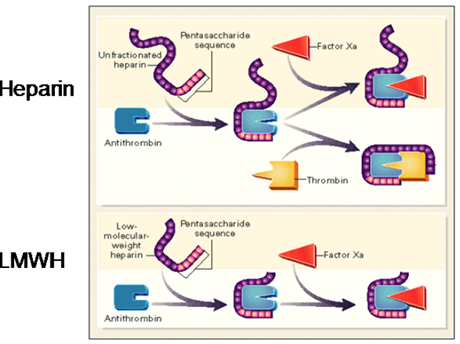 Heparin
Pentasaccharide
sequence
Unfractionated
heparin
Factor Xa
Antithrombin
Thrombin
LMWH
Low-
molecular-
weight
heparin
Pentasaccharide
sequence
Factor Xa
Antithrombin